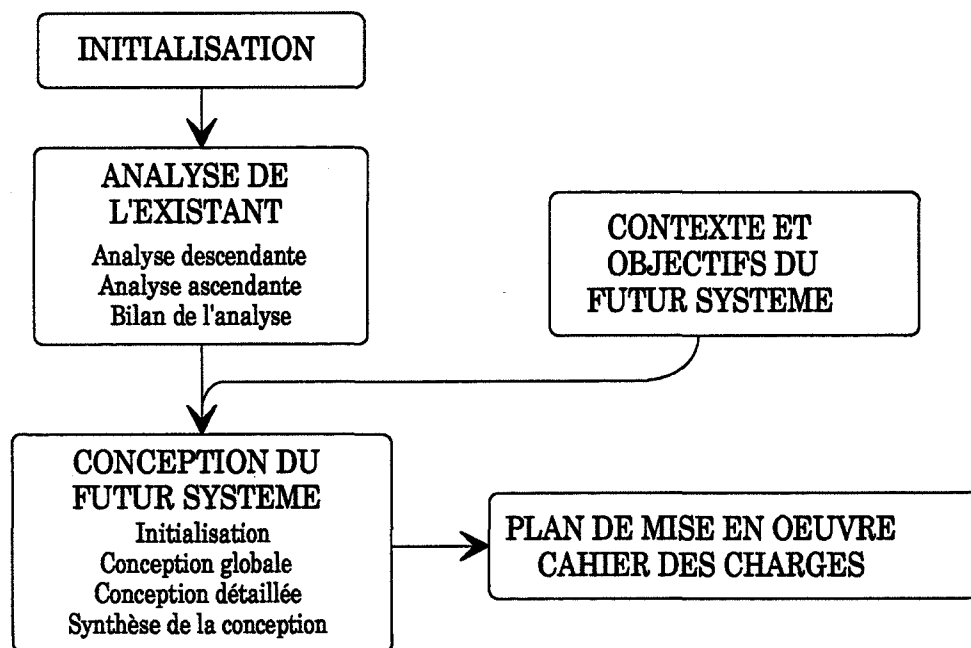 INITIALISATION
ANALYSE DE
L'EXISTANT
Analyse descendante
Analyse ascendante
Bilan de l'analyse
CONTEXTE ET
OBJECTIFS DU
FUTUR SYSTEME
CONCEPTION DU
FUTUR SYSTEME
Initialisation
Conception globale
Conception détaillée
Synthèse de la conception
PLAN DE MISE EN OEUVRE
CAHIER DES CHARGES